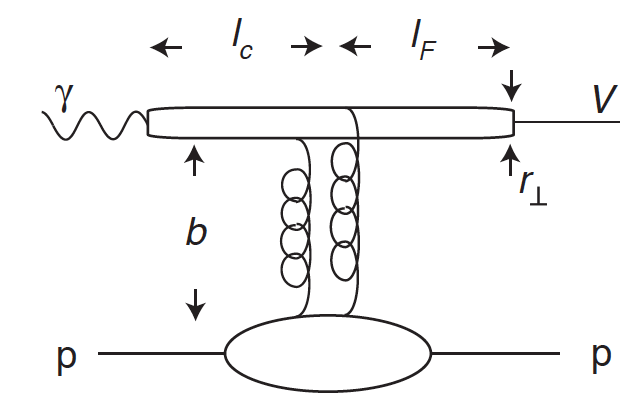 l_c l_F
γ V
r_⊥
b
p p